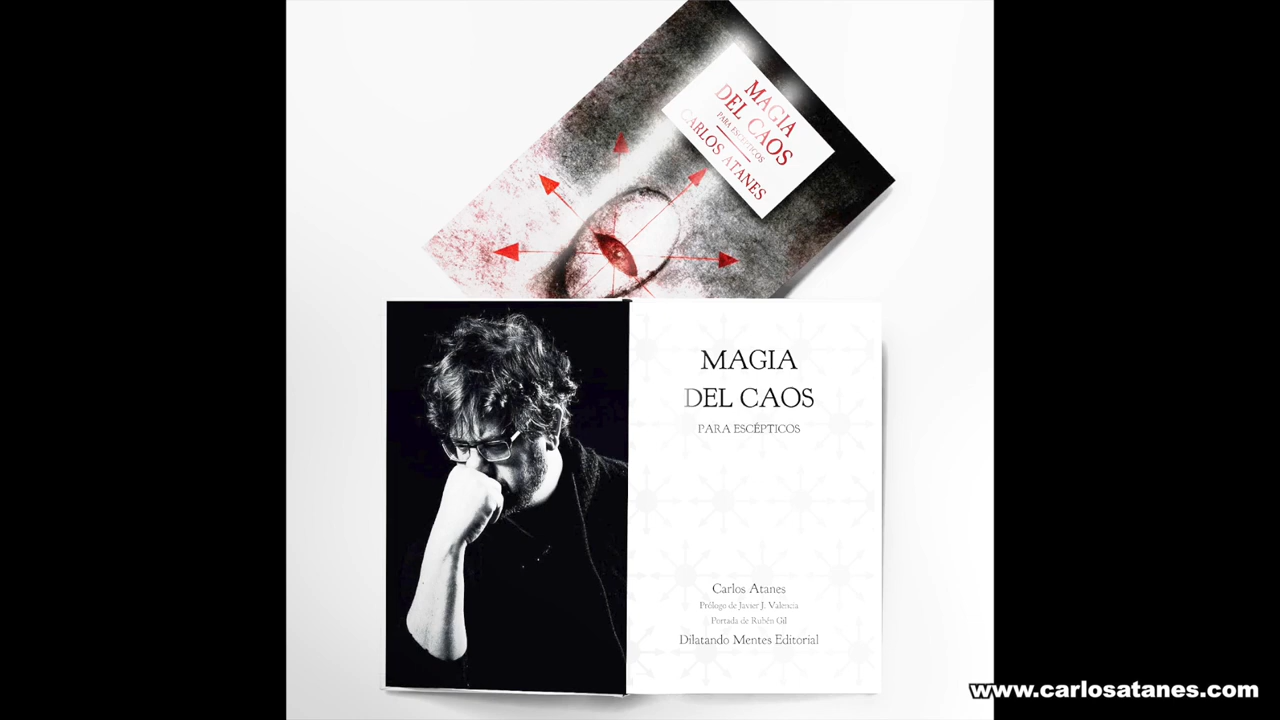 MAGIA
DEL CAOS
PARA ESCÉPTICOS
CARLOS ATANES
MAGIA
DEL CAOS
PARA ESCÉPTICOS
Carlos Atanes
Prólogo de Javier J. Valencia
Portada de Rubén Gil
Dilatando Mentes Editorial
www.carlosatanes.com